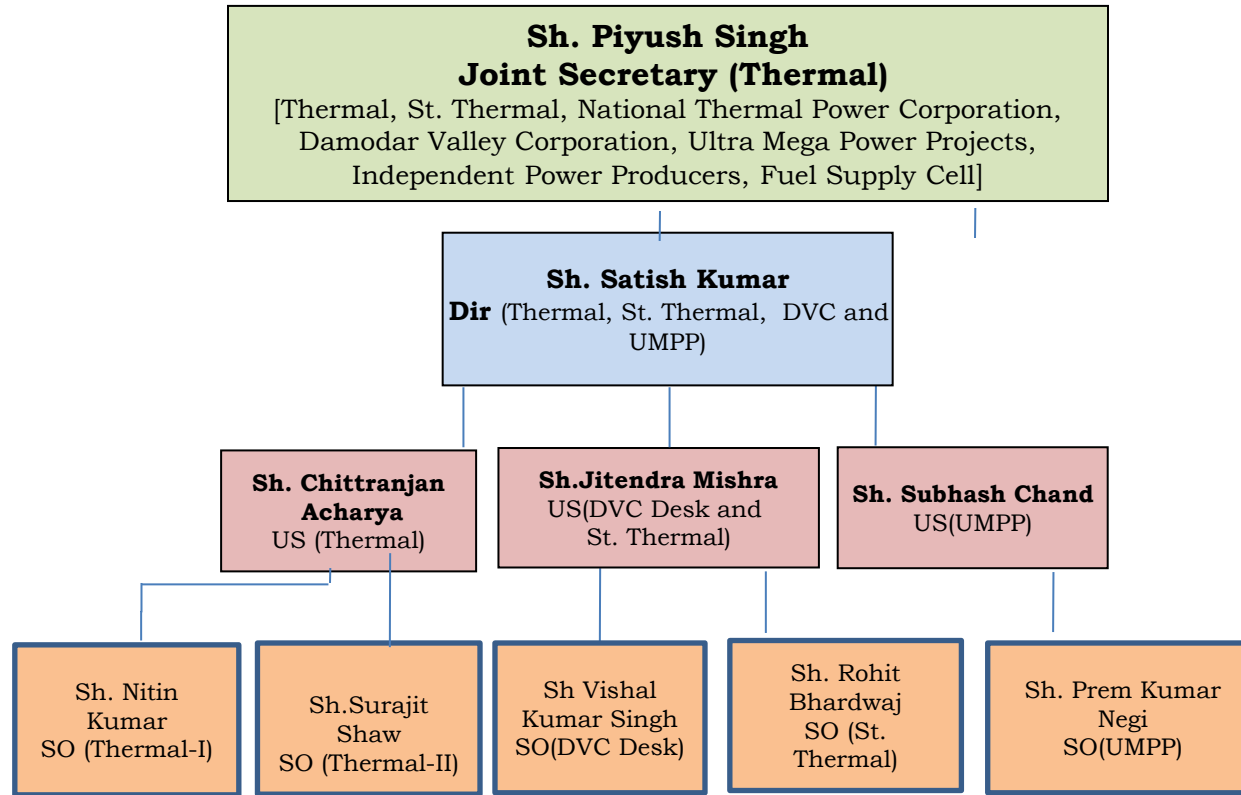 Sh. Piyush Singh
Joint Secretary (Thermal)
[Thermal, St. Thermal, National Thermal Power Corporation,
Damodar Valley Corporation, Ultra Mega Power Projects,
Independent Power Producers, Fuel Supply Cell]
Sh. Satish Kumar
Dir (Thermal, St. Thermal, DVC and
UMPP)
Sh. Chittranjan
Acharya
US (Thermal)
Sh.Jitendra Mishra
US(DVC Desk and
St. Thermal)
Sh. Subhash Chand
US(UMPP)
Sh. Nitin
Kumar
SO (Thermal-I)
Sh.Surajit
Shaw
SO (Thermal-II)
Sh Vishal
Kumar Singh
SO(DVC Desk)
Sh. Rohit
Bhardwaj
SO (St.
Thermal)
Sh. Prem Kumar
Negi
SO(UMPP)